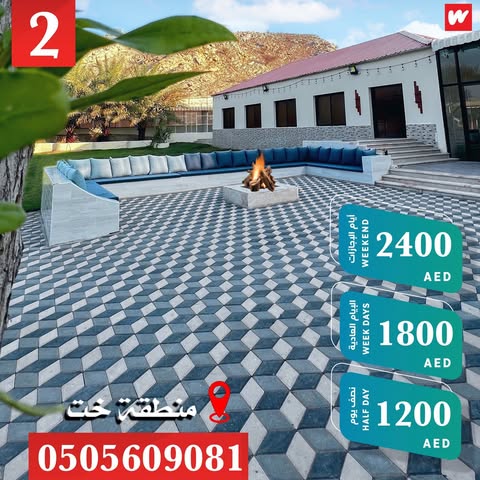 2
W
أيام الإجازات
WEEKEND
2400
AED
الايام العادية
WEEK DAYS
1800
AED
نصف يوم
HALF DAY
1200
AED
منطقة خت
0505609081